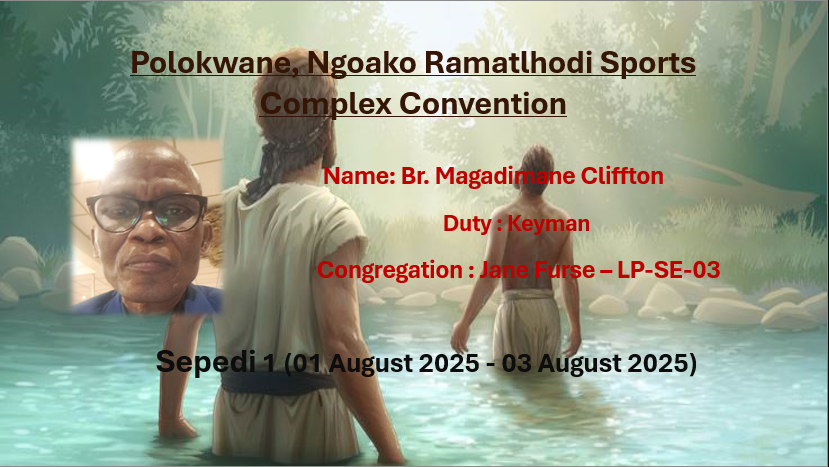 Polokwane, Ngoako Ramatlhodi Sports
Complex Convention
Name: Br. Magadimane Cliffton
Duty : Keyman
Congregation : Jane Furse – LP-SE-03
Sepedi 1 (01 August 2025 - 03 August 2025)